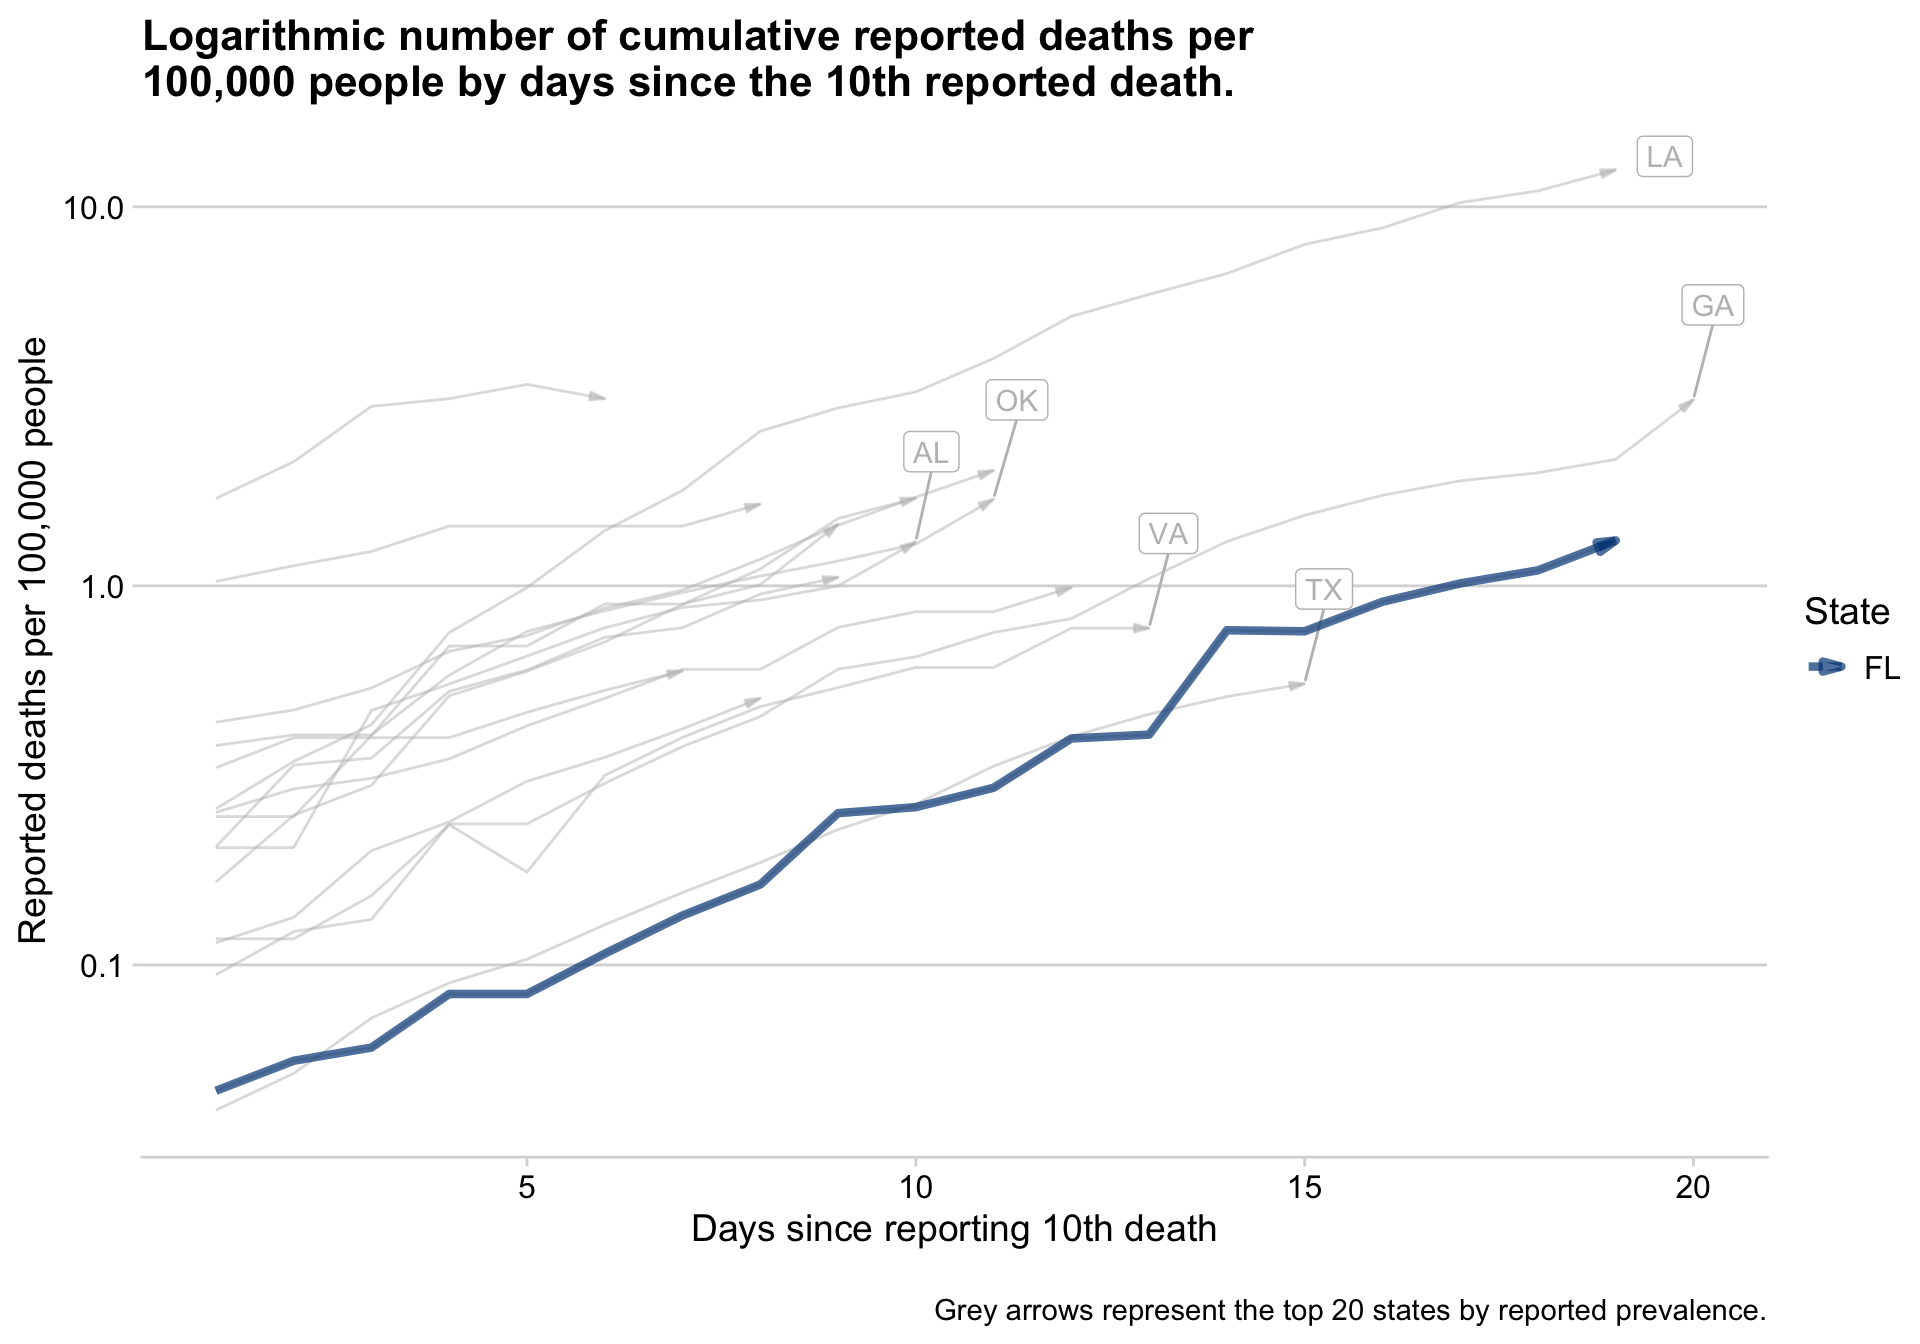 Logarithmic number of cumulative reported deaths per
100,000 people by days since the 10th reported death.
LA
10.0
GA
OK
AL
VA
TX
1.0
0.1
Reported deaths per 100,000 people
State
FL
5
10
15
20
Days since reporting 10th death
Grey arrows represent the top 20 states by reported prevalence.